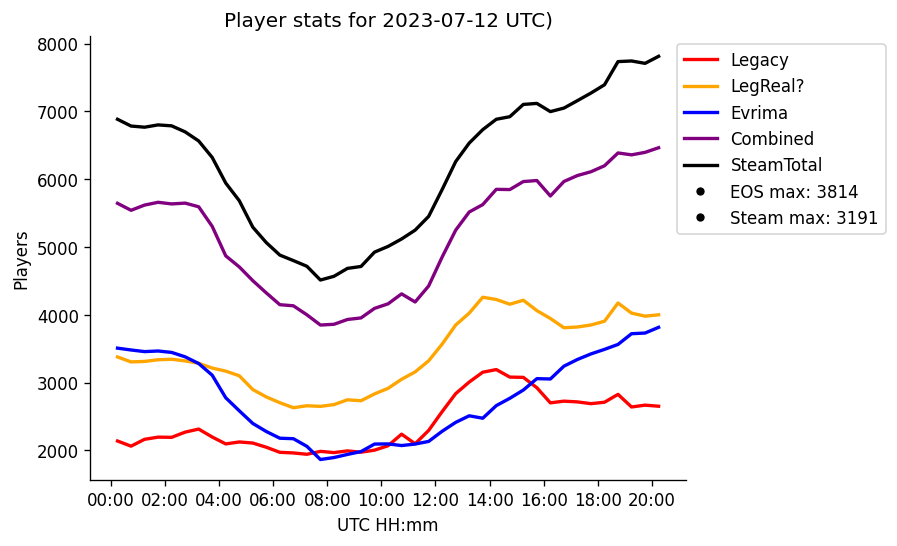 Player stats for 2023-07-12 UTC)
8000
7000
6000
5000
4000
3000
2000
Players
00:00 02:00 04:00 06:00 08:00 10:00 12:00 14:00 16:00 18:00 20:00
UTC HH:mm
Legacy
LegReal?
Evrima
Combined
SteamTotal
EOS max: 3814
Steam max: 3191